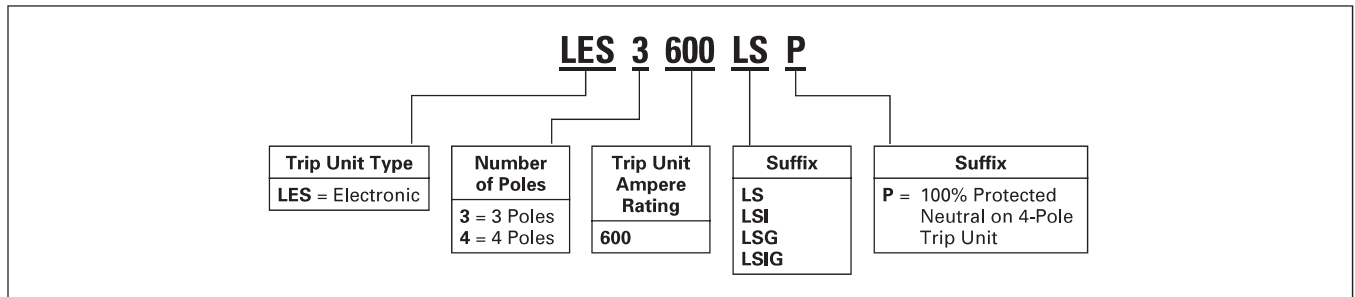 LES 3 600 LS P
Trip Unit Type
LES = Electronic
Number
of Poles
3 = 3 Poles
4 = 4 Poles
Trip Unit
Ampere
Rating
600
Suffix
LS
LSI
LSG
LSIG
Suffix
P = 100% Protected
Neutral on 4-Pole
Trip Unit